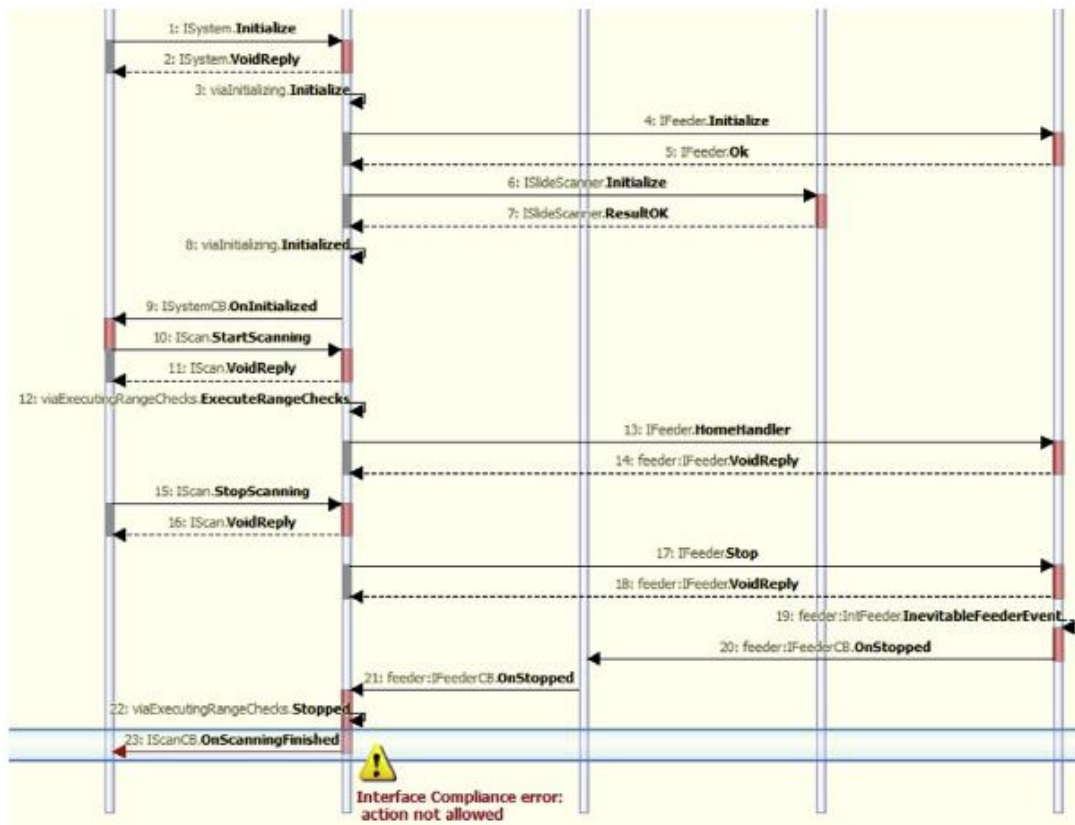 1: ISystem.Initialize
2: ISystem.VoidReply
3: viaInitializing.Initialize
4: IFeeder.Initialize
5: IFeeder.Ok
6: ISlideScanner.Initialize
7: ISlideScanner.ResultOK
8: viaInitializing.Initialized
9: ISystemCB.OnInitialized
10: IScan.StartScanning
11: IScan.VoidReply
12: viaExecutingRangeChecks.ExecuteRangeChecks
13: IFeeder.HomeHandler
14: feeder:IFeeder.VoidReply
15: IScan.StopScanning
16: IScan.VoidReply
17: IFeeder.Stop
18: feeder:IFeeder.VoidReply
19: feeder:IntFeeder.InevitableFeederEvent
20: feeder:IFeederCB.OnStopped
21: feeder:IFeederCB.OnStopped
22: viaExecutingRangeChecks.Stopped
23: IScanCB.OnScanningFinished
Interface Compliance error:
action not allowed